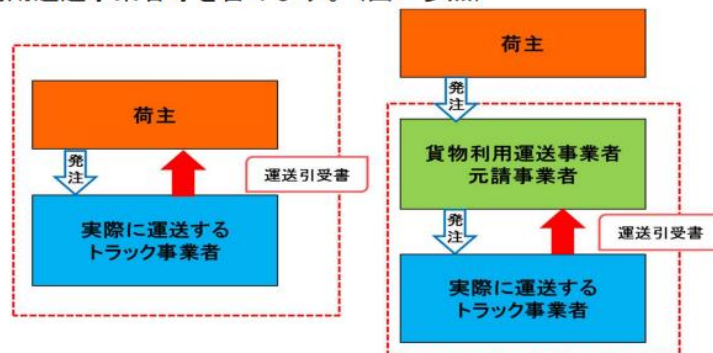 荷主
発注
運送引受書
実際に運送する
トラック事業者
荷主
発注
貨物利用運送事業者
元請事業者
発注
運送引受書
実際に運送する
トラック事業者